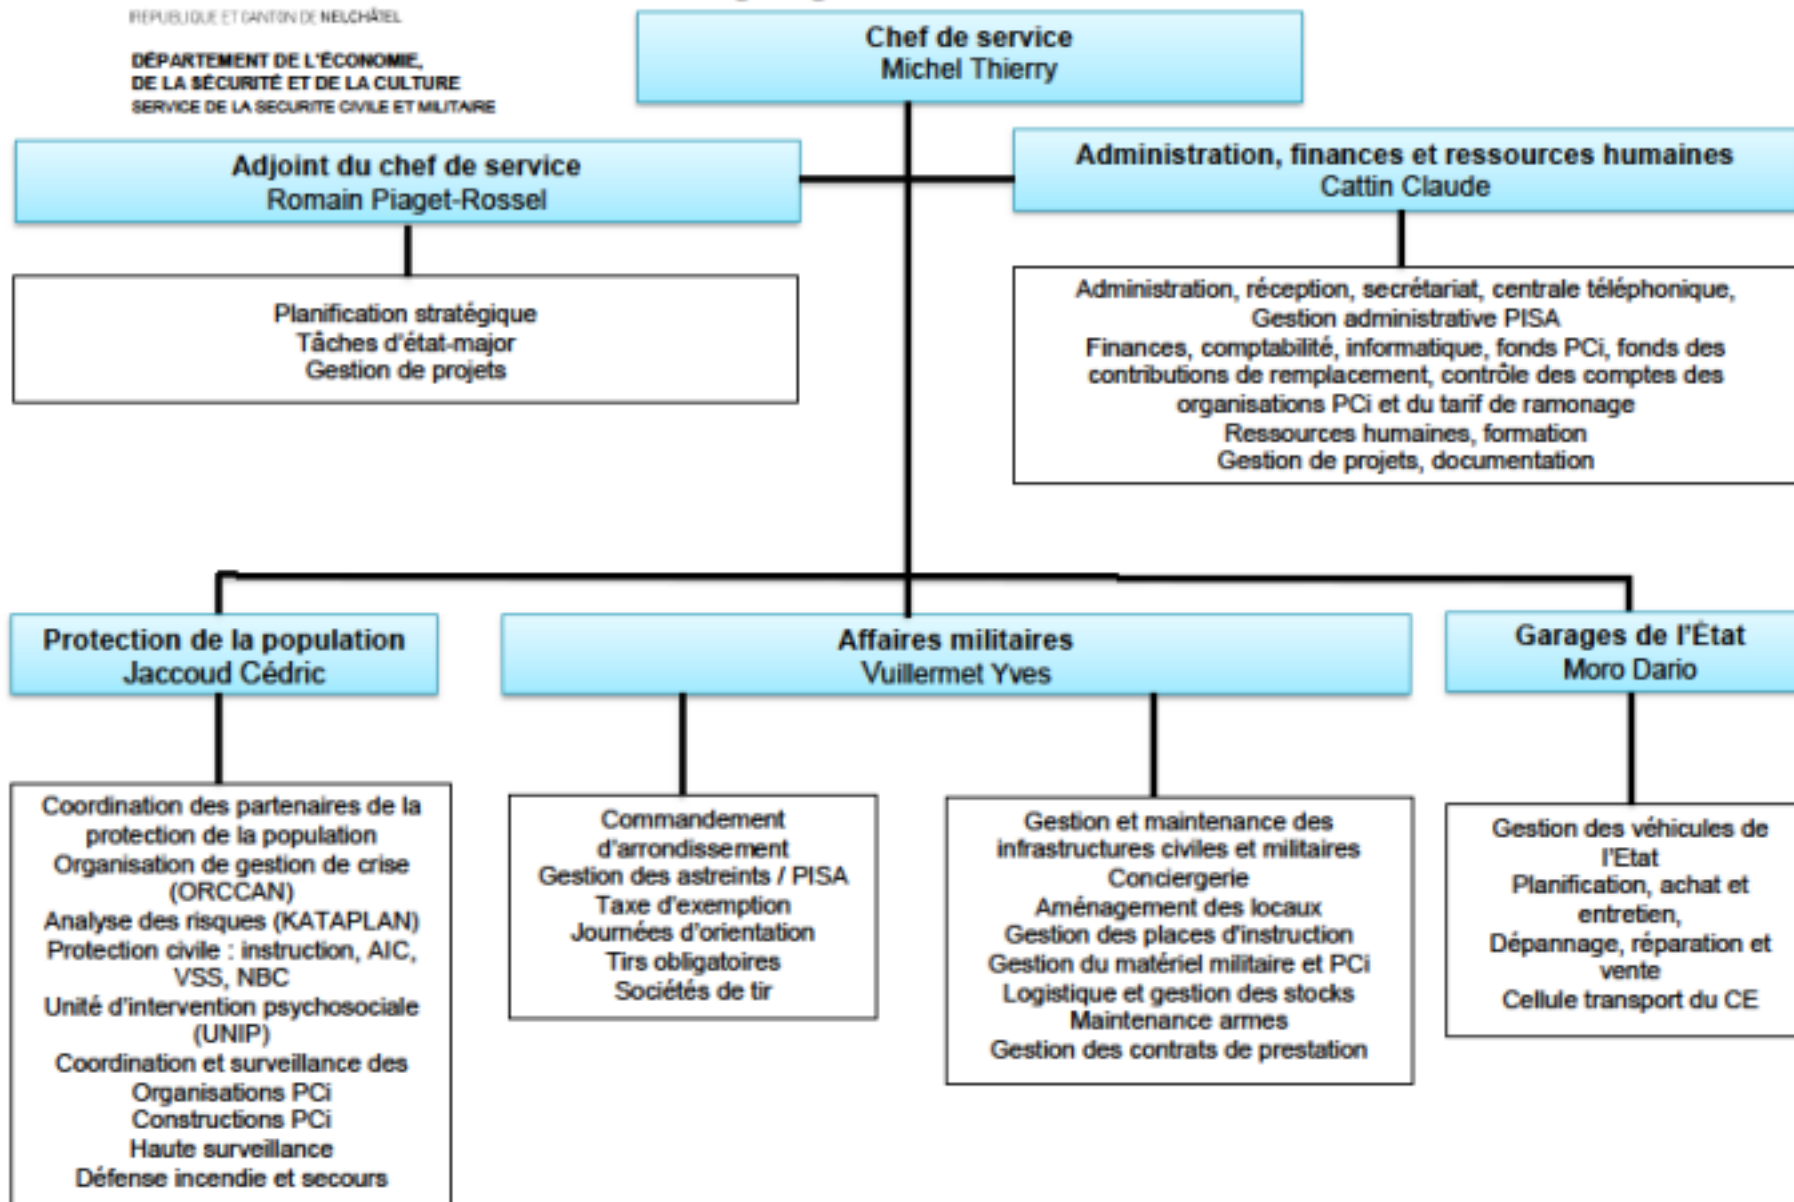 RÉPUBLIQUE ET CANTON DE NEUCHÂTEL
DÉPARTEMENT DE L'ÉCONOMIE,
DE LA SÉCURITÉ ET DE LA CULTURE
SERVICE DE LA SECURITE CIVILE ET MILITAIRE
Chef de service
Michel Thierry
Adjoint du chef de service
Romain Piaget-Rossel
Administration, finances et ressources humaines
Cattin Claude
Planification stratégique
Tâches d'état-major
Gestion de projets
Administration, réception, secrétariat, centrale téléphonique,
Gestion administrative PISA
Finances, comptabilité, informatique, fonds PCi, fonds des
contributions de remplacement, contrôle des comptes des
organisations PCi et du tarif de ramonage
Ressources humaines, formation
Gestion de projets, documentation
Protection de la population
Jaccoud Cédric
Affaires militaires
Vuillermet Yves
Garages de l'État
Moro Dario
Coordination des partenaires de la
protection de la population
Organisation de gestion de crise
(ORCCAN)
Analyse des risques (KATAPLAN)
Protection civile : instruction, AIC,
VSS, NBC
Unité d'intervention psychosociale
(UNIP)
Coordination et surveillance des
Organisations PCi
Constructions PCi
Haute surveillance
Défense incendie et secours
Commandement
d'arrondissement
Gestion des astreints / PISA
Taxe d'exemption
Journées d'orientation
Tirs obligatoires
Sociétés de tir
Gestion et maintenance des
infrastructures civiles et militaires
Conciergerie
Aménagement des locaux
Gestion des places d'instruction
Gestion du matériel militaire et PCi
Logistique et gestion des stocks
Maintenance armes
Gestion des contrats de prestation
Gestion des véhicules de
l'Etat
Planification, achat et
entretien,
Dépannage, réparation et
vente
Cellule transport du CE